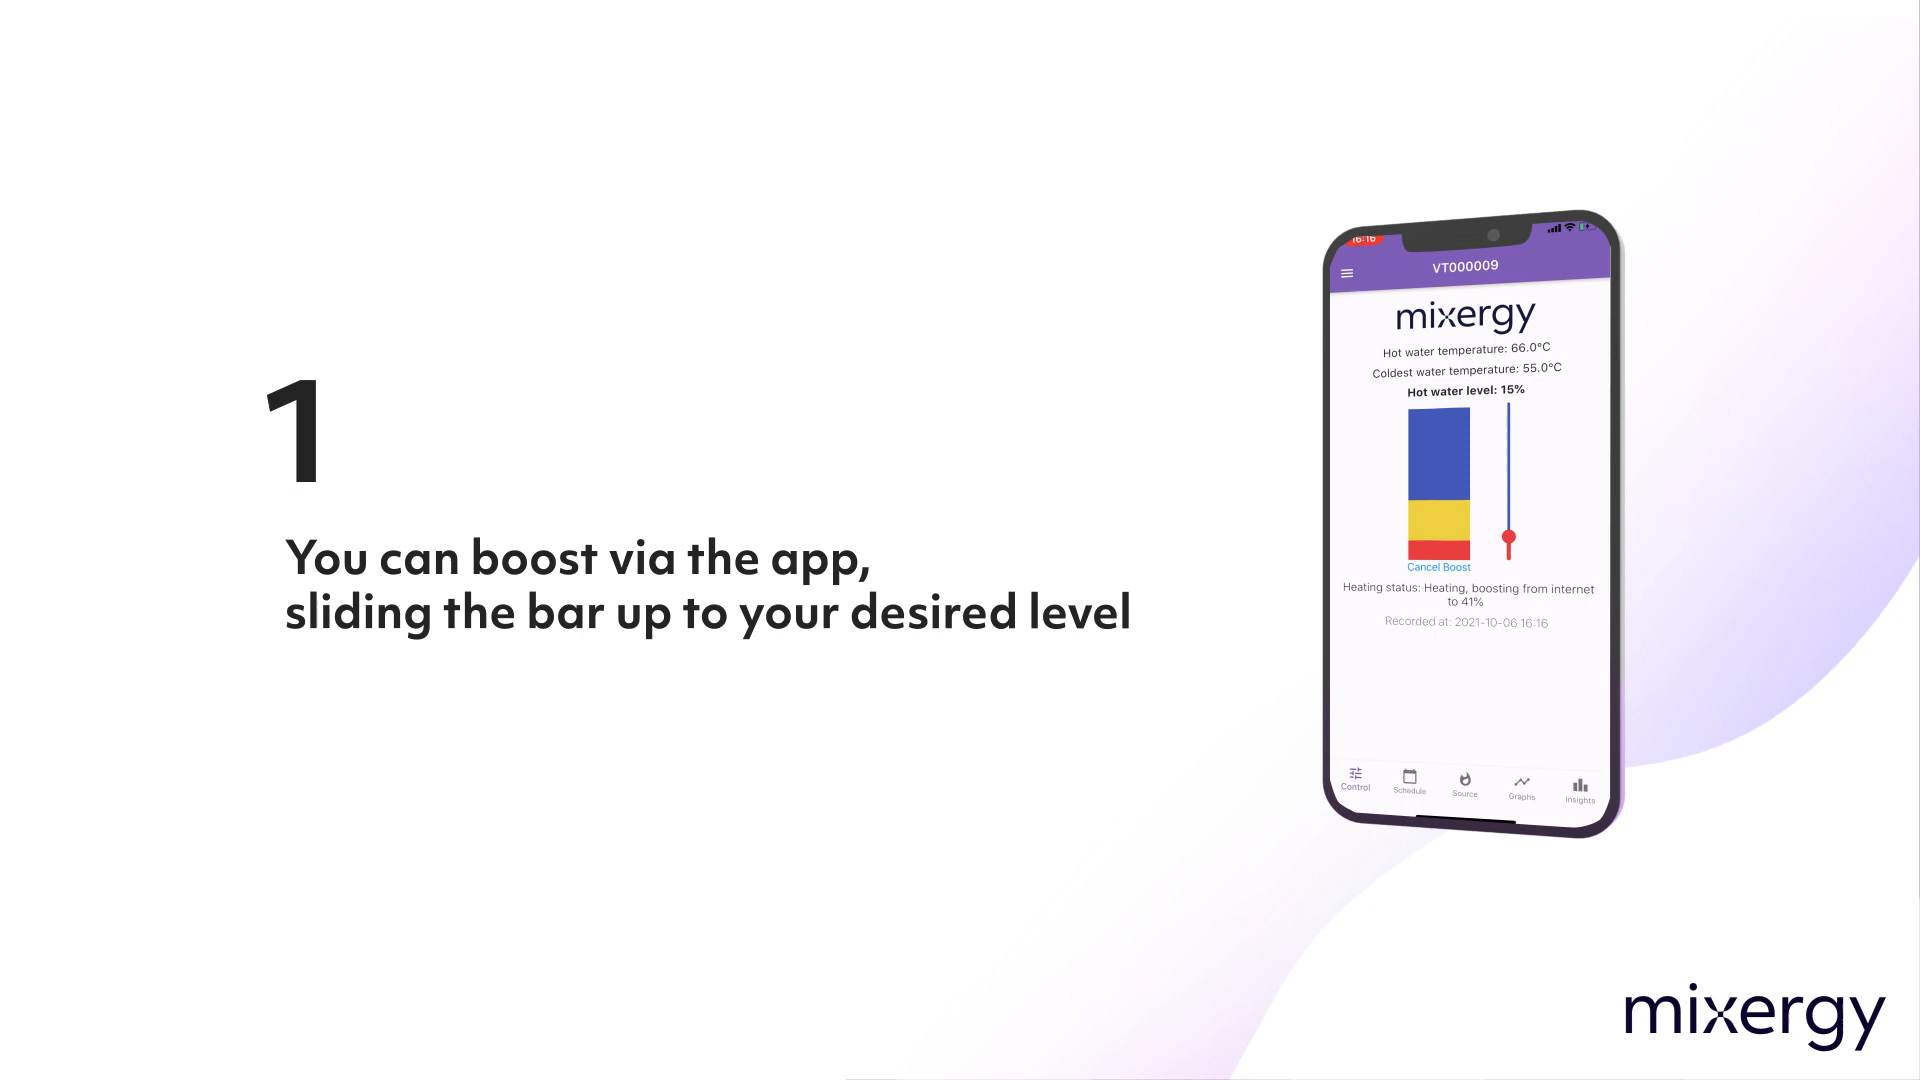 1
You can boost via the app,
sliding the bar up to your desired level
16:16
VT000009
mixergy
Hot water temperature: 66.0°C
Coldest water temperature: 55.0°C
Hot water level: 15%
Cancel Boost
Heating status: Heating, boosting from internet
to 41%
Recorded at: 2021-10-06 16:16
Control
Schedule
Source
Graphs
Insights
mixergy